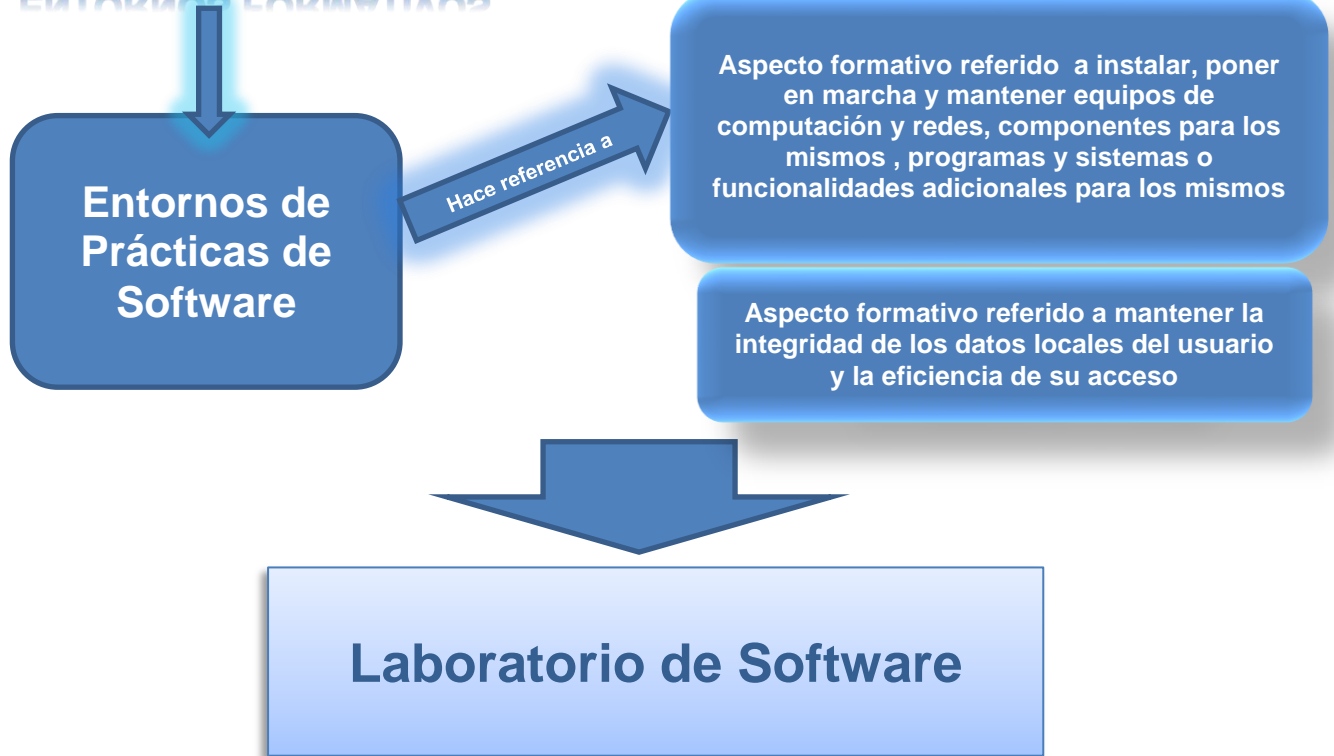 ENTORNOS FORMATIVOS
Entornos de
Prácticas de
Software
Hace referencia a
Aspecto formativo referido a instalar, poner
en marcha y mantener equipos de
computación y redes, componentes para los
mismos , programas y sistemas o
funcionalidades adicionales para los mismos
Aspecto formativo referido a mantener la
integridad de los datos locales del usuario
y la eficiencia de su acceso
Laboratorio de Software